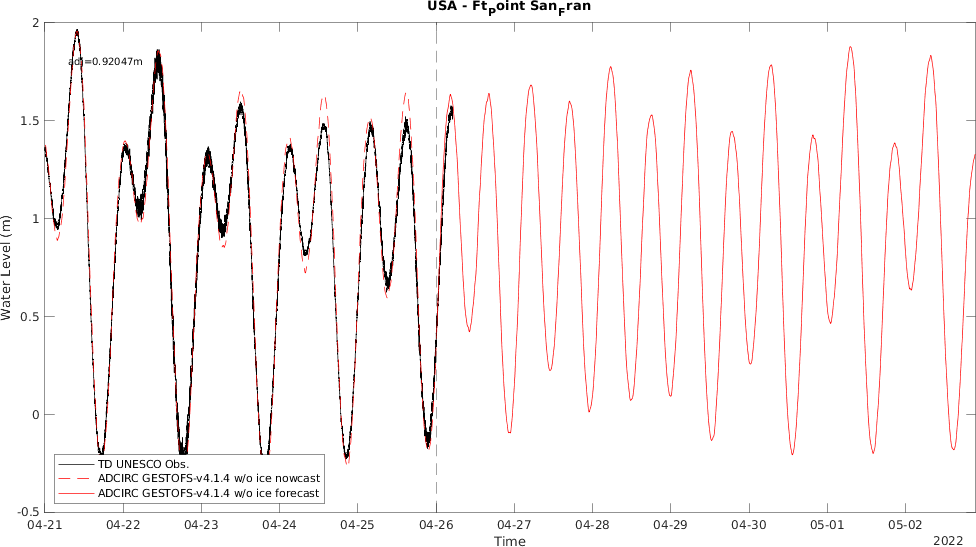 USA - FtPoint SanFran
2
adj=0.92047m
1.5
1
0.5
0
-0.5
Water Level (m)
TD UNESCO Obs.
ADCIRC GESTOFS-v4.1.4 w/o ice nowcast
ADCIRC GESTOFS-v4.1.4 w/o ice forecast
04-21 04-22 04-23 04-24 04-25 04-26 04-27 04-28 04-29 04-30 05-01 05-02
Time
2022